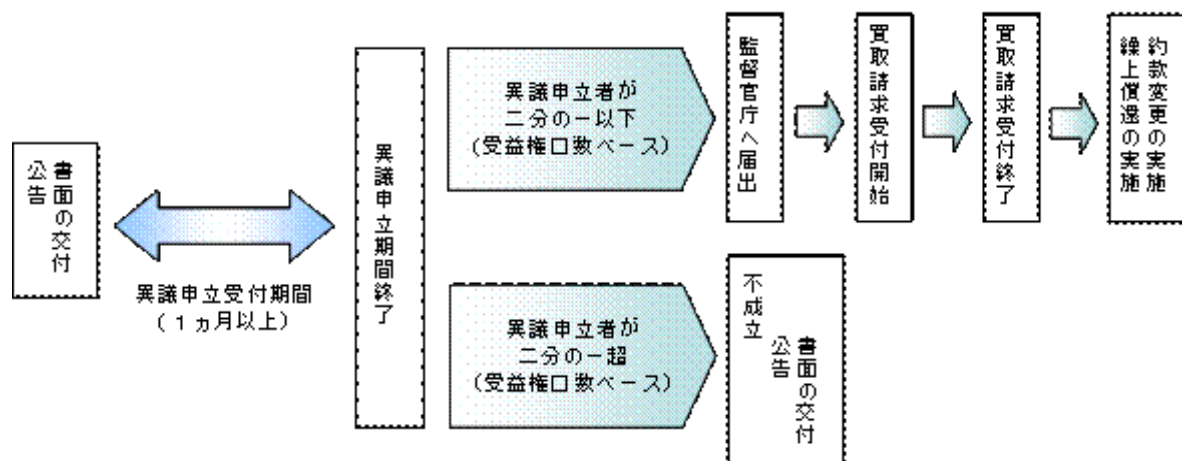 書面の交付
公告
異議申立受付期間
(1ヵ月以上)
異議申立期間終了
異議申立者が
二分の一以下
(受益権口数ベース)
監督官庁へ届出
買取請求受付開始
買取請求受付終了
約款変更の実施
繰上償還の実施
異議申立者が
二分の一超
(受益権口数ベース)
不成立
書面の交付
公告